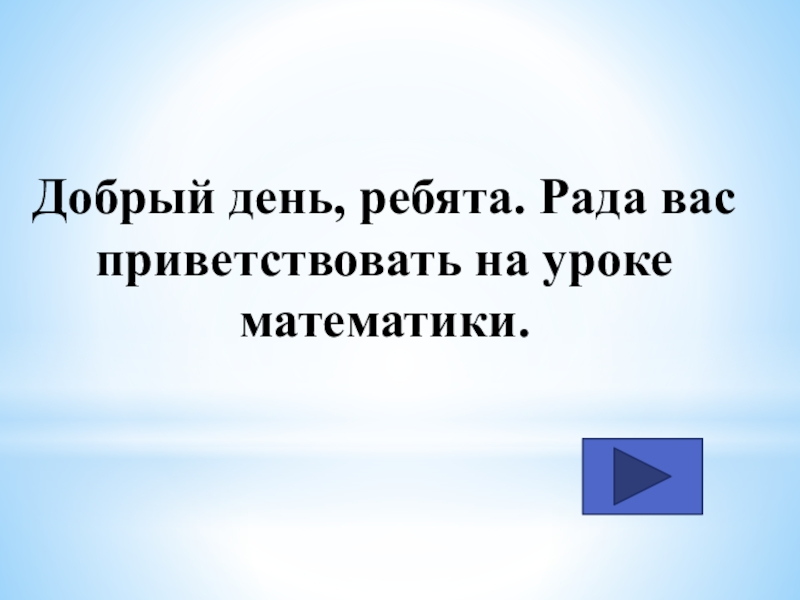 Добрый день, ребята. Рада вас
приветствовать на уроке
математики.